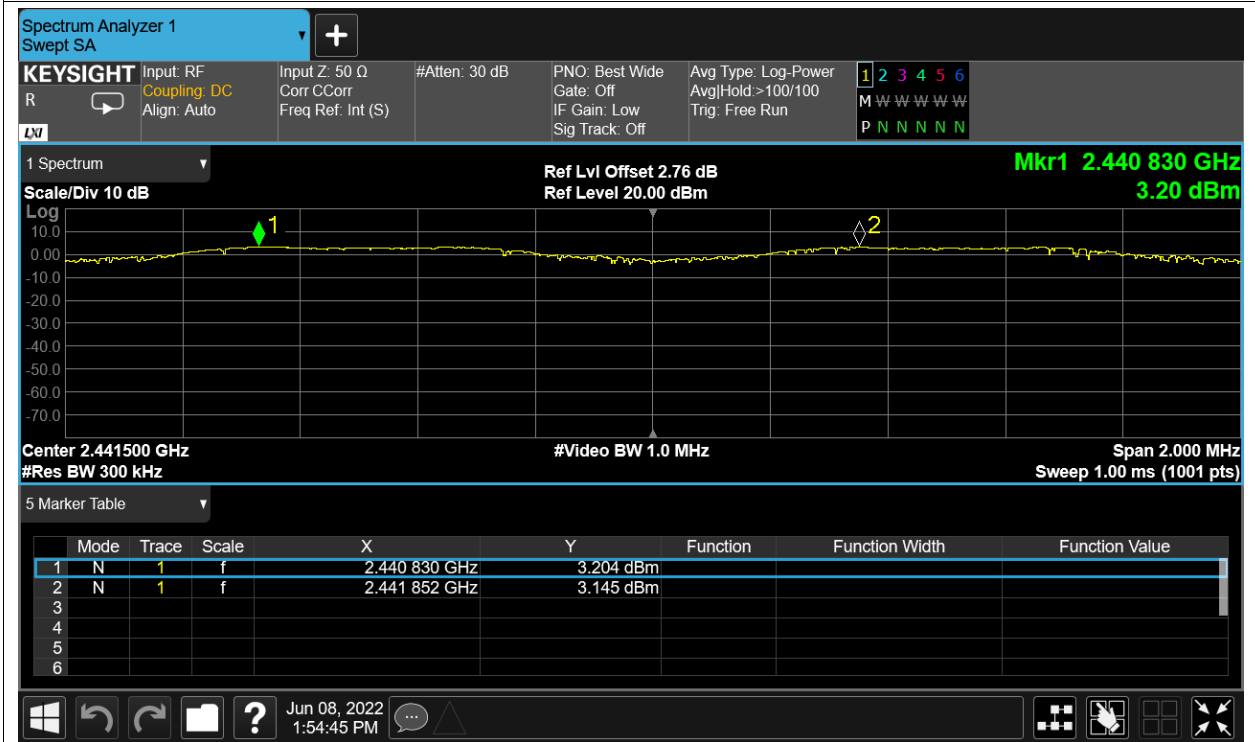 Spectrum Analyzer 1
Swept SA
+
KEYSIGHT Input: RF Input Z: 50 Ω #Atten: 30 dB PNO: Best Wide Avg Type: Log-Power 1 2 3 4 5 6
R Coupling: DC Corr CCorr Gate: Off Avg|Hold:>100/100 M W W W W W
Align: Auto Freq Ref: Int (S) IF Gain: Low Trig: Free Run
LXI Sig Track: Off P N N N N N N
1 Spectrum Ref Lvl Offset 2.76 dB Mkr1 2.440 830 GHz
Scale/Div 10 dB Ref Level 20.00 dBm 3.20 dBm
Log
1 2
10.0
0.00
-10.0
-20.0
-30.0
-40.0
-50.0
-60.0
-70.0
Center 2.441500 GHz #Video BW 1.0 MHz Span 2.000 MHz
#Res BW 300 kHz Sweep 1.00 ms (1001 pts)
5 Marker Table
Mode Trace Scale X Y Function Function Width Function Value
1 N 1 f 2.440 830 GHz 3.204 dBm
2 N 1 f 2.441 852 GHz 3.145 dBm
3
4
5
6
? Jun 08, 2022
1:54:45 PM